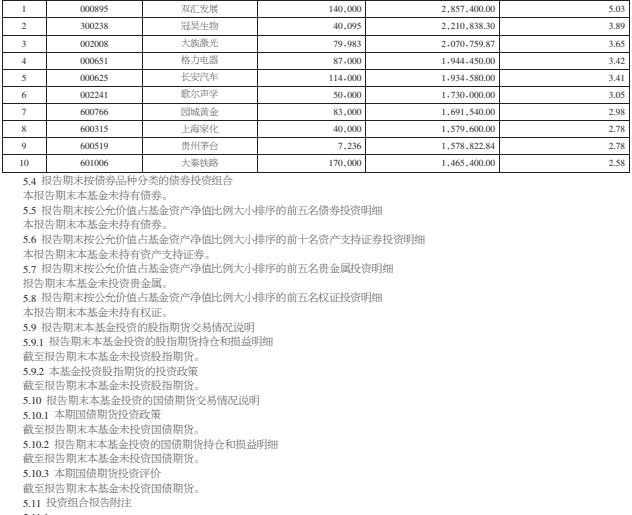 1 000895 双汇发展 140,000 2,857,400.00 5.03
2 300238 冠昊生物 40,095 2,210,838.30 3.89
3 002008 大族激光 79,983 2,070,759.87 3.65
4 000651 格力电器 87,000 1,944,450.00 3.42
5 000625 长安汽车 114,000 1,934,580.00 3.41
6 002241 歌尔声学 50,000 1,730,000.00 3.05
7 600766 园城黄金 83,000 1,691,540.00 2.98
8 600315 上海家化 40,000 1,579,600.00 2.78
9 600519 贵州茅台 7,236 1,578,822.84 2.78
10 601006 大秦铁路 170,000 1,465,400.00 2.58
5.4 报告期末按债券品种分类的债券投资组合
本报告期末本基金未持有债券。
5.5 报告期末按公允价值占基金资产净值比例大小排序的前五名债券投资明细
本报告期末本基金未持有债券。
5.6 报告期末按公允价值占基金资产净值比例大小排序的前十名资产支持证券投资明细
本报告期末本基金未持有资产支持证券。
5.7 报告期末按公允价值占基金资产净值比例大小排序的前五名贵金属投资明细
报告期末本基金未投资贵金属。
5.8 报告期末按公允价值占基金资产净值比例大小排序的前五名权证投资明细
本报告期末本基金未持有权证。
5.9 报告期末本基金投资的股指期货交易情况说明
5.9.1 报告期末本基金投资的股指期货持仓和损益明细
截至报告期末本基金未投资股指期货。
5.9.2 本基金投资股指期货的投资政策
截至报告期末本基金未投资股指期货。
5.10 报告期末本基金投资的国债期货交易情况说明
5.10.1 本期国债期货投资政策
截至报告期末本基金未投资国债期货。
5.10.2 报告期末本基金投资的国债期货持仓和损益明细
截至报告期末本基金未投资国债期货。
5.10.3 本期国债期货投资评价
截至报告期末本基金未投资国债期货。
5.11 投资组合报告附注